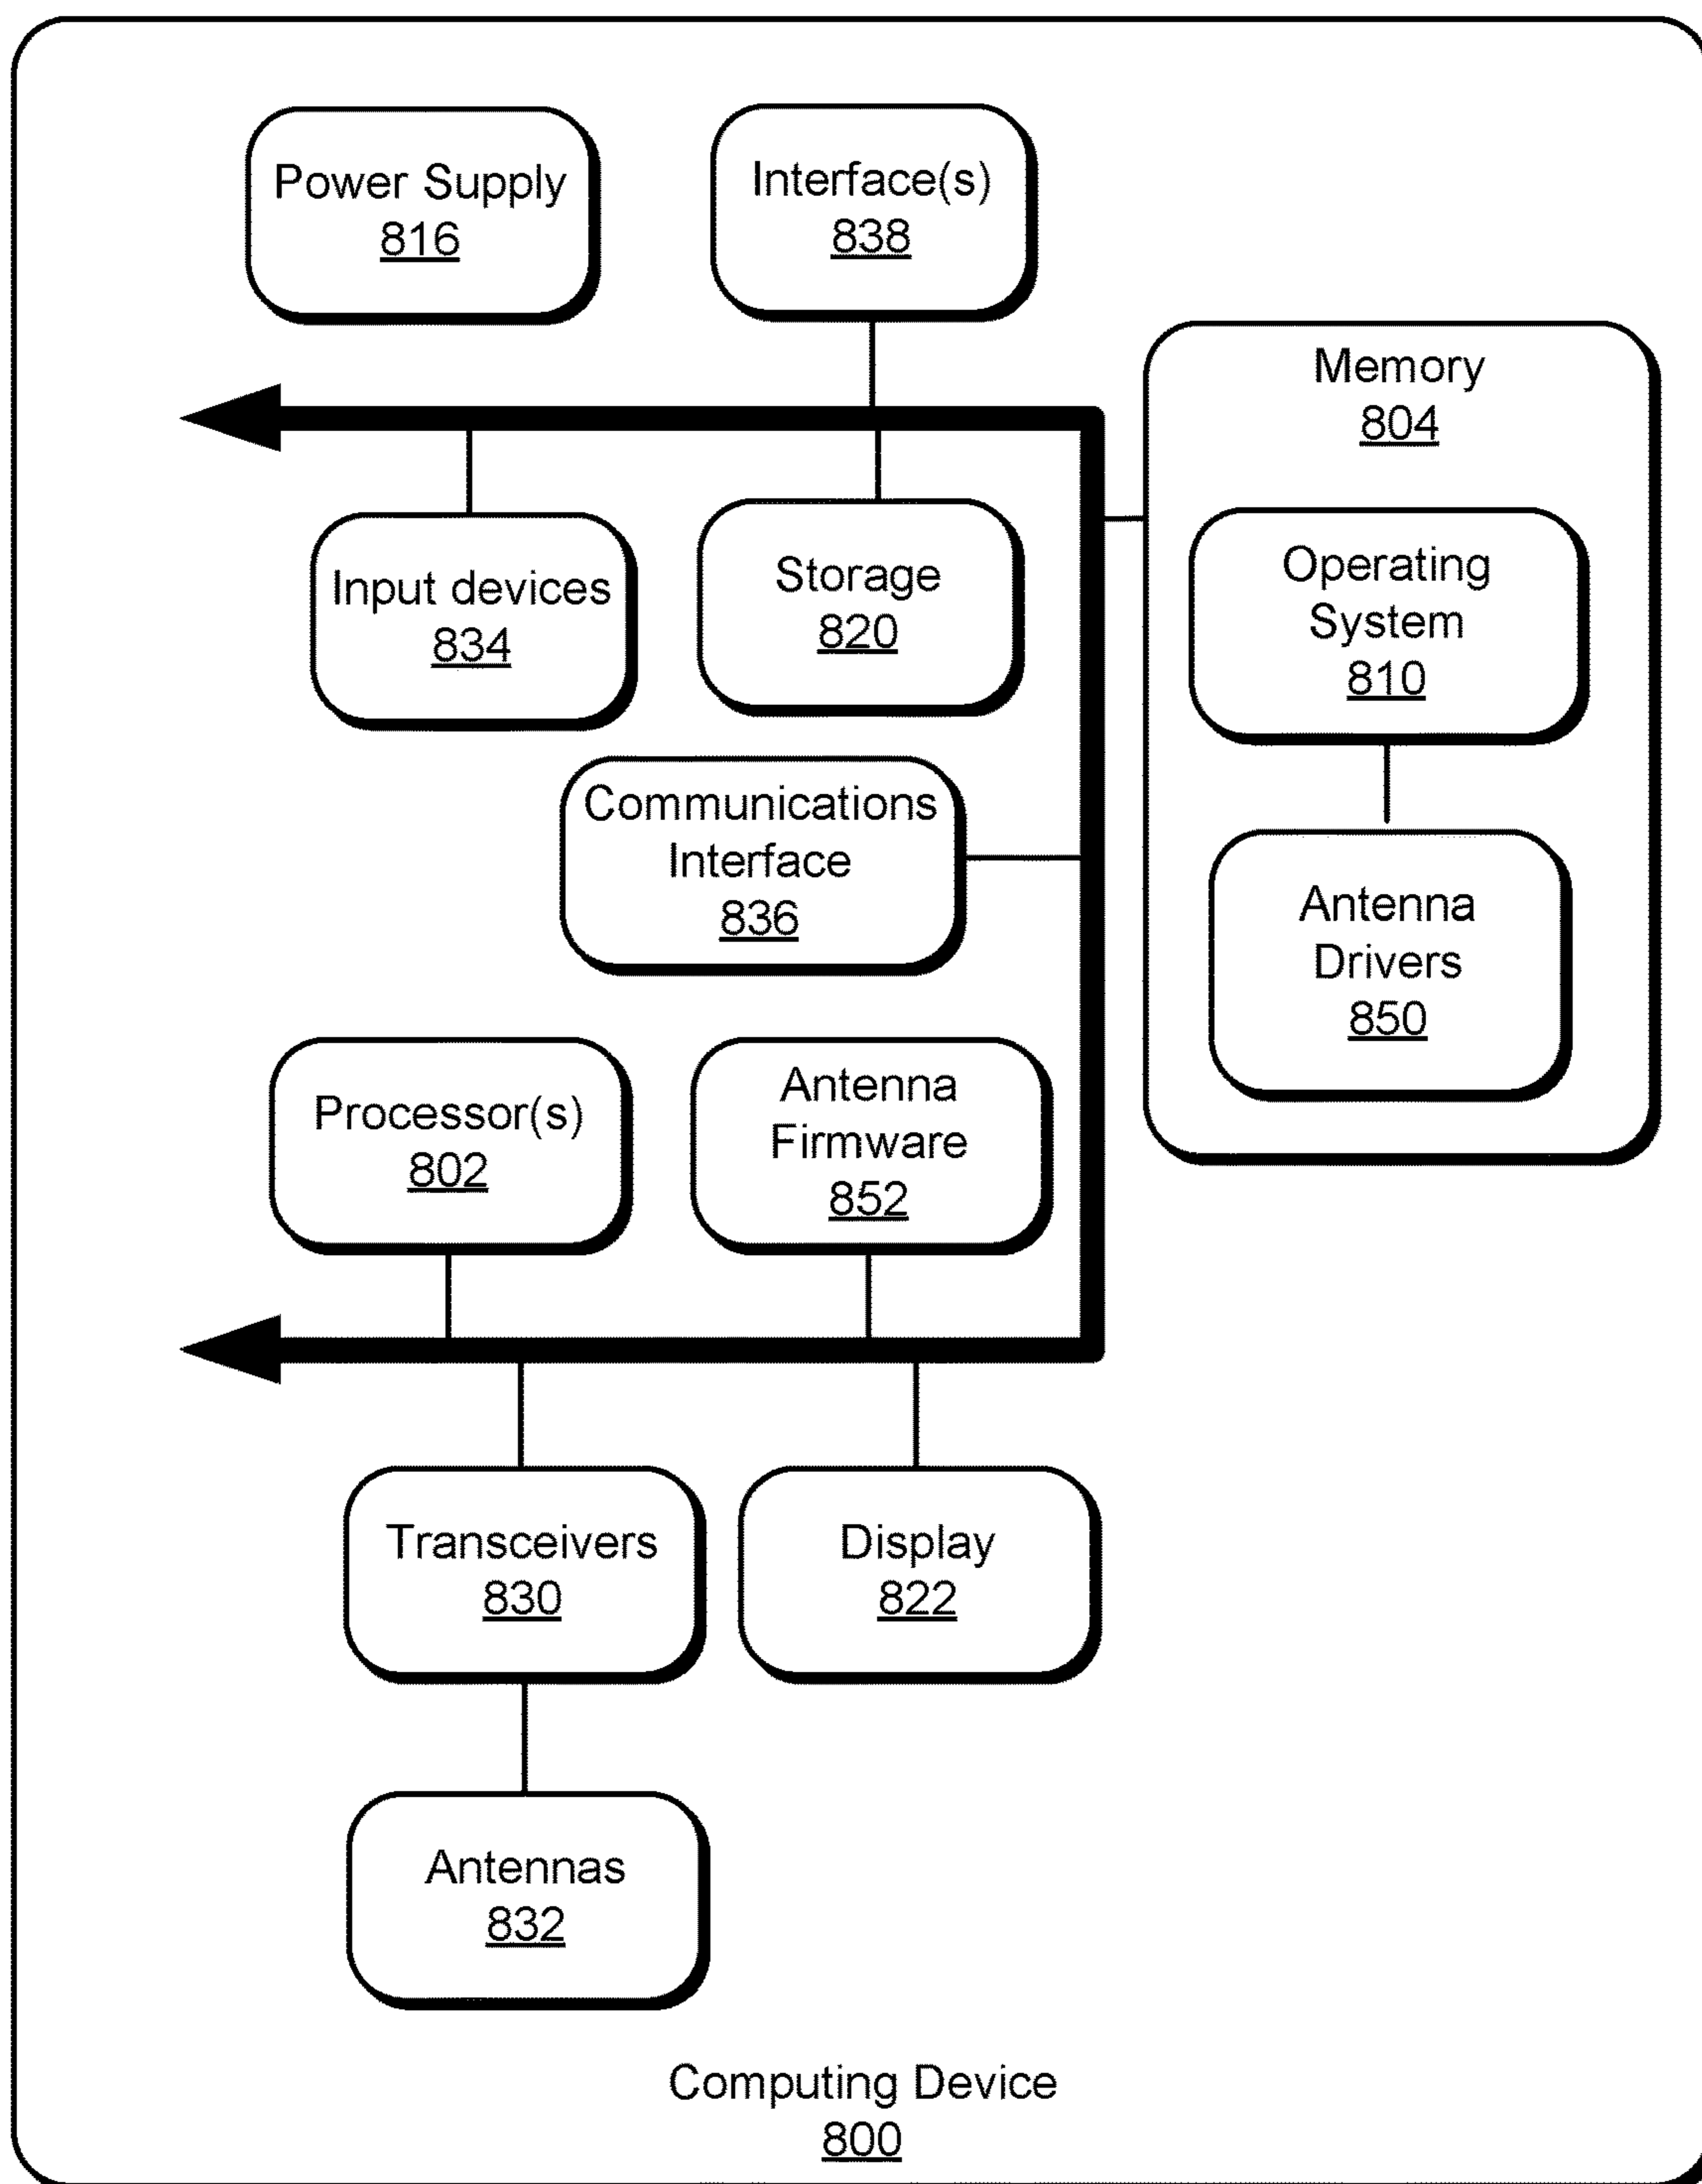 Power Supply
816
Interface(s)
838
Memory
804
Input devices
834
Storage
820
Operating
System
810
Communications
Interface
836
Antenna
Drivers
850
Processor(s)
802
Antenna
Firmware
852
Transceivers
830
Display
822
Antennas
832
Computing Device
800